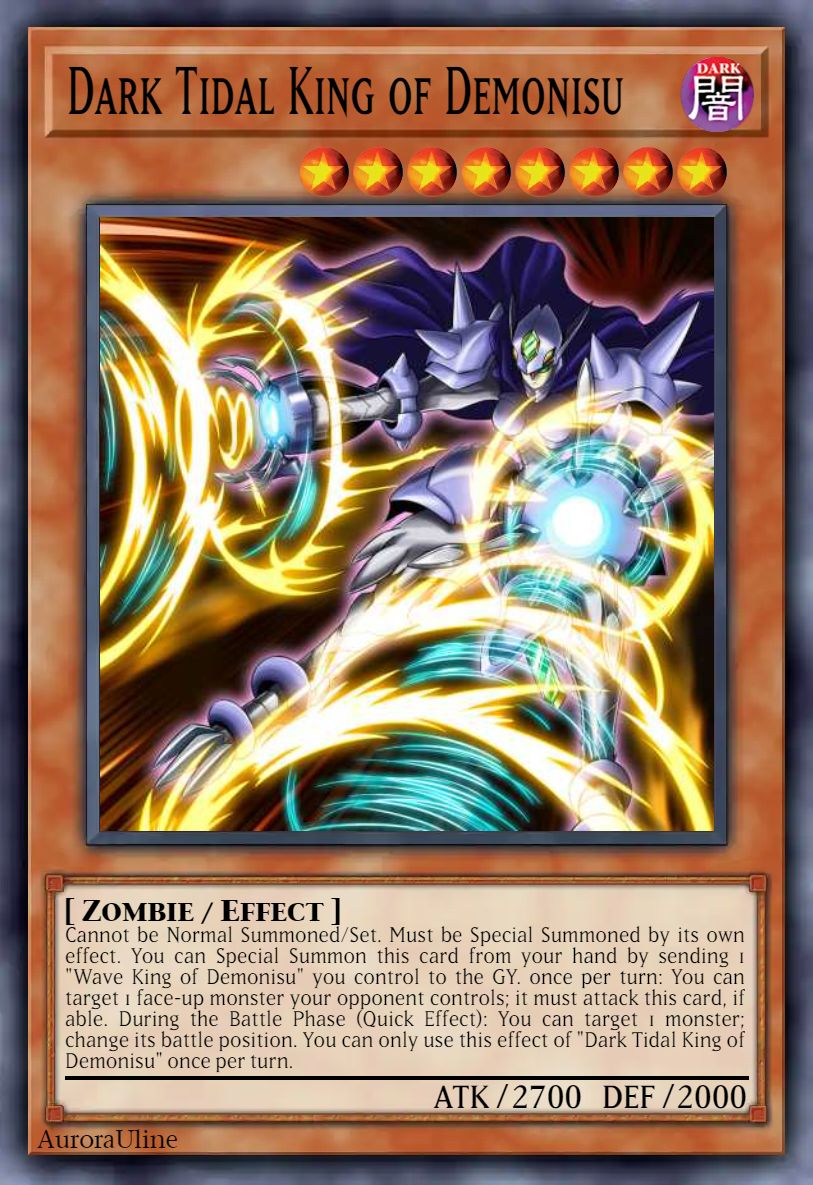 Dark Tidal King of Demonisu
DARK
闇
[ Zombie / Effect ]
Cannot be Normal Summoned/Set. Must be Special Summoned by its own
effect. You can Special Summon this card from your hand by sending 1
"Wave King of Demonisu" you control to the GY. once per turn: You can
target 1 face-up monster your opponent controls; it must attack this card, if
able. During the Battle Phase (Quick Effect): You can target 1 monster;
change its battle position. You can only use this effect of "Dark Tidal King of
Demonisu" once per turn.
ATK/2700 DEF/2000
AuroraUline